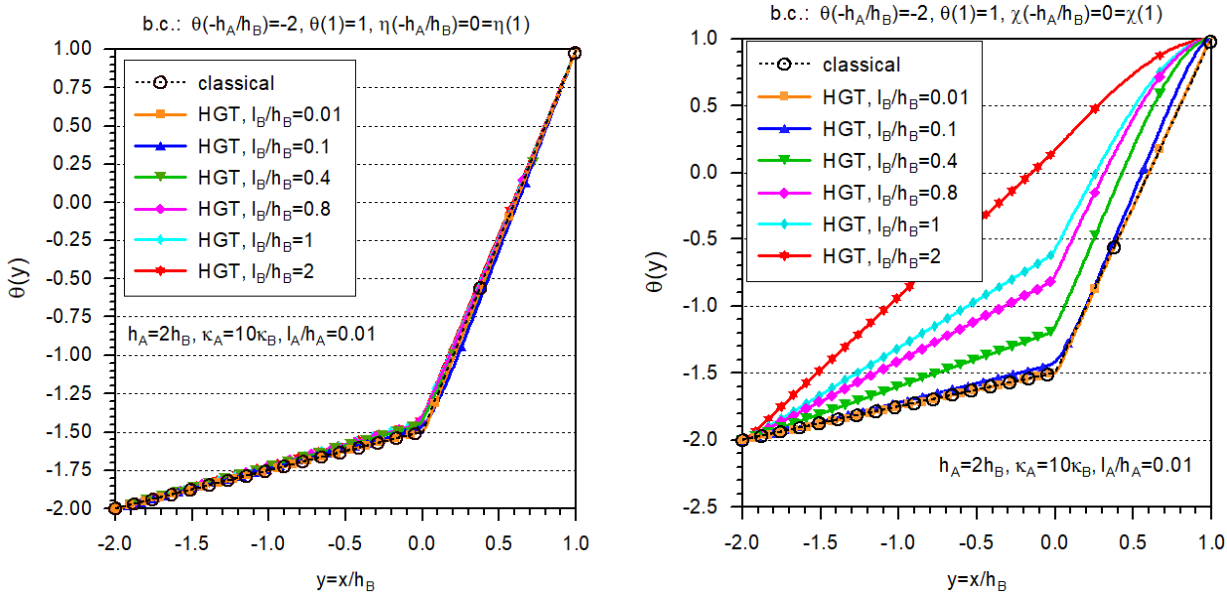 b.c.: θ(-h_A/h_B)=-2, θ(1)=1, η(-h_A/h_B)=0=η(1)
1.00
0.75
0.50
0.25
0.00
-0.25
-0.50
-0.75
-1.00
-1.25
-1.50
-1.75
-2.00
θ(y)
classical
HGT, l_B/h_B=0.01
HGT, l_B/h_B=0.1
HGT, l_B/h_B=0.4
HGT, l_B/h_B=0.8
HGT, l_B/h_B=1
HGT, l_B/h_B=2
h_A=2h_B, κ_A=10κ_B, l_A/h_A=0.01
-2.0 -1.5 -1.0 -0.5 0.0 0.5 1.0
y=x/h_B
b.c.: θ(-h_A/h_B)=-2, θ(1)=1, χ(-h_A/h_B)=0=χ(1)
1.0
0.5
0.0
-0.5
-1.0
-1.5
-2.0
-2.5
θ(y)
classical
HGT, l_B/h_B=0.01
HGT, l_B/h_B=0.1
HGT, l_B/h_B=0.4
HGT, l_B/h_B=0.8
HGT, l_B/h_B=1
HGT, l_B/h_B=2
h_A=2h_B, κ_A=10κ_B, l_A/h_A=0.01
-2.0 -1.5 -1.0 -0.5 0.0 0.5 1.0
y=x/h_B